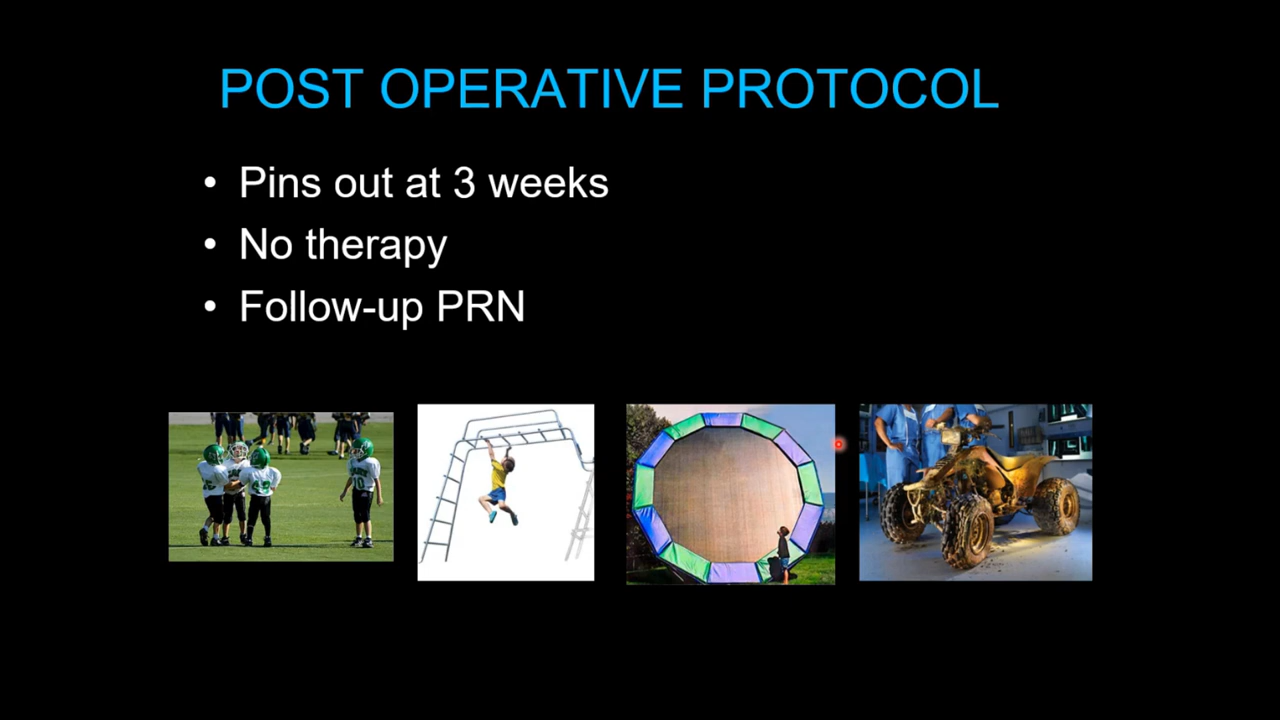 POST OPERATIVE PROTOCOL
• Pins out at 3 weeks
• No therapy
• Follow-up PRN